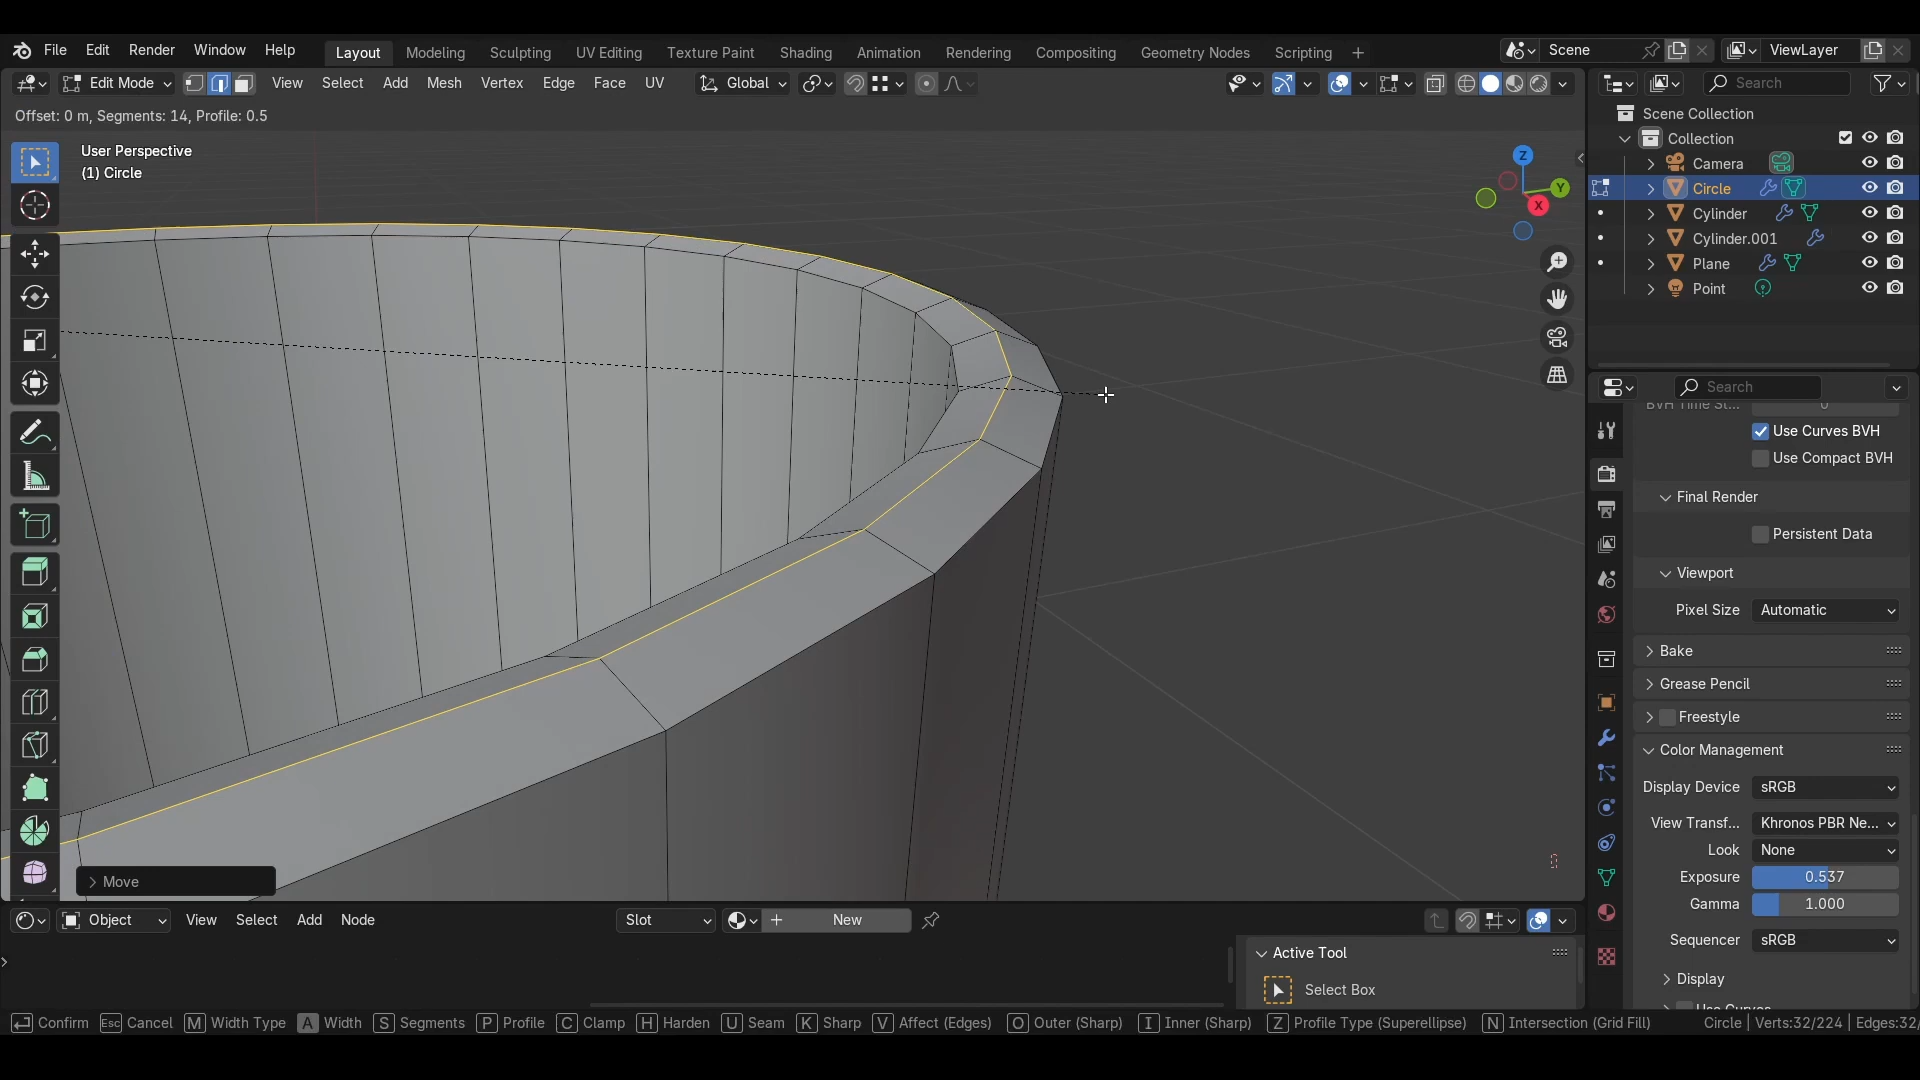 File Edit Render Window Help Layout Modeling Sculpting UV Editing Texture Paint Shading Animation Rendering Compositing Geometry Nodes Scripting + Scene ViewLayer
Edit Mode View Select Add Mesh Vertex Edge Face UV Global Search
Offset: 0 m, Segments: 14, Profile: 0.5
User Perspective
(1) Circle
Z
Y
X
Move
Scene Collection
Collection
Camera
Circle
Cylinder
Cylinder.001
Plane
Point
Search
BVH Time St... 0
Use Curves BVH
Use Compact BVH
Final Render
Persistent Data
Viewport
Pixel Size Automatic
Bake
Grease Pencil
Freestyle
Color Management
Display Device sRGB
View Transf... Khronos PBR Ne...
Look None
Exposure 0.537
Gamma 1.000
Sequencer sRGB
Display
Use Curves
Object View Select Add Node Slot + New
Active Tool
Select Box
Confirm Esc Cancel M Width Type A Width S Segments P Profile C Clamp H Harden U Seam K Sharp V Affect (Edges) O Outer (Sharp) I Inner (Sharp) Z Profile Type (Superellipse) N Intersection (Grid Fill) Circle | Verts:32/224 | Edges:32/